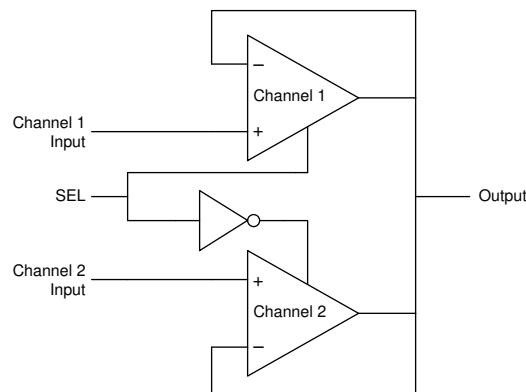 −
Channel 1
Channel 1
Input
+
SEL
Output
Channel 2
Input
+
Channel 2
−